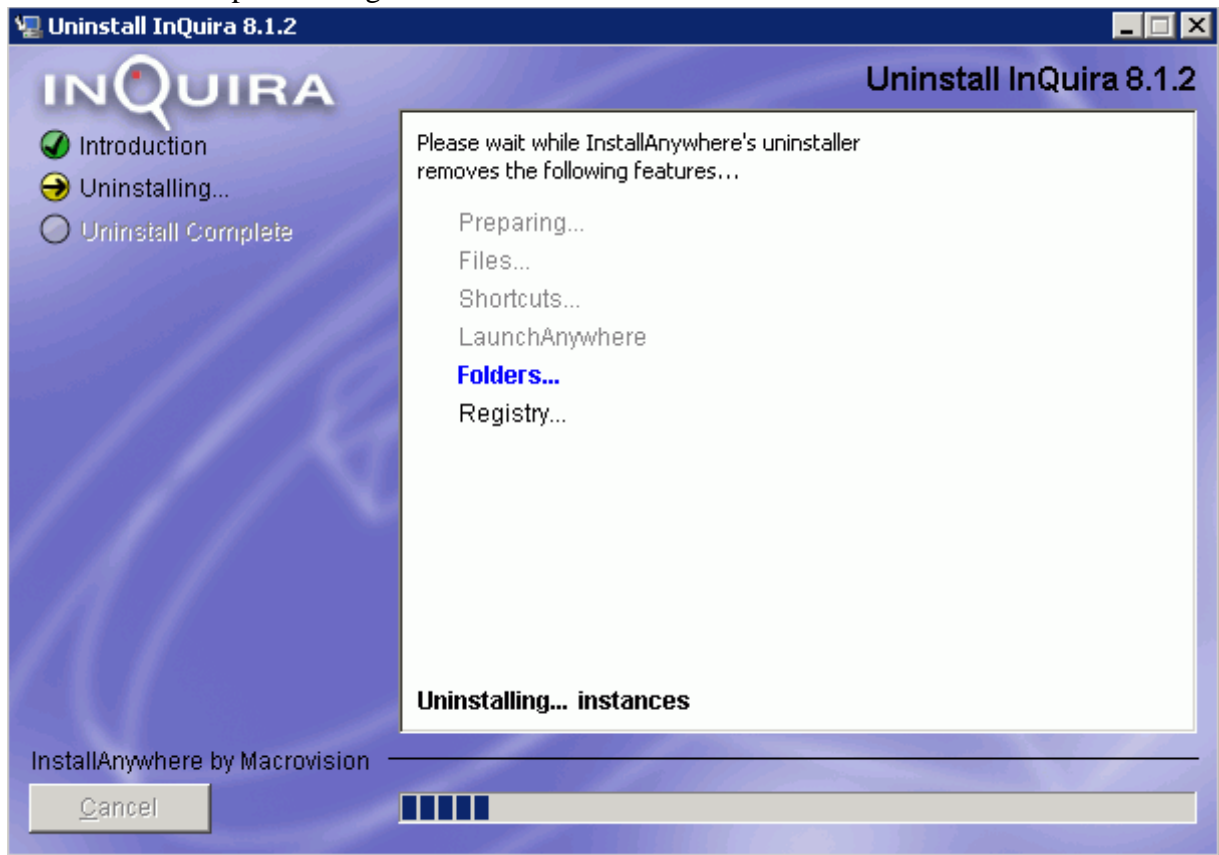 Uninstall InQuira 8.1.2
INQUIRA
Uninstall InQuira 8.1.2
Introduction
Uninstalling...
Uninstall Complete
Please wait while InstallAnywhere's uninstaller
removes the following features...
Preparing...
Files...
Shortcuts...
LaunchAnywhere
Folders...
Registry...
Uninstalling... instances
InstallAnywhere by Macrovision
Cancel